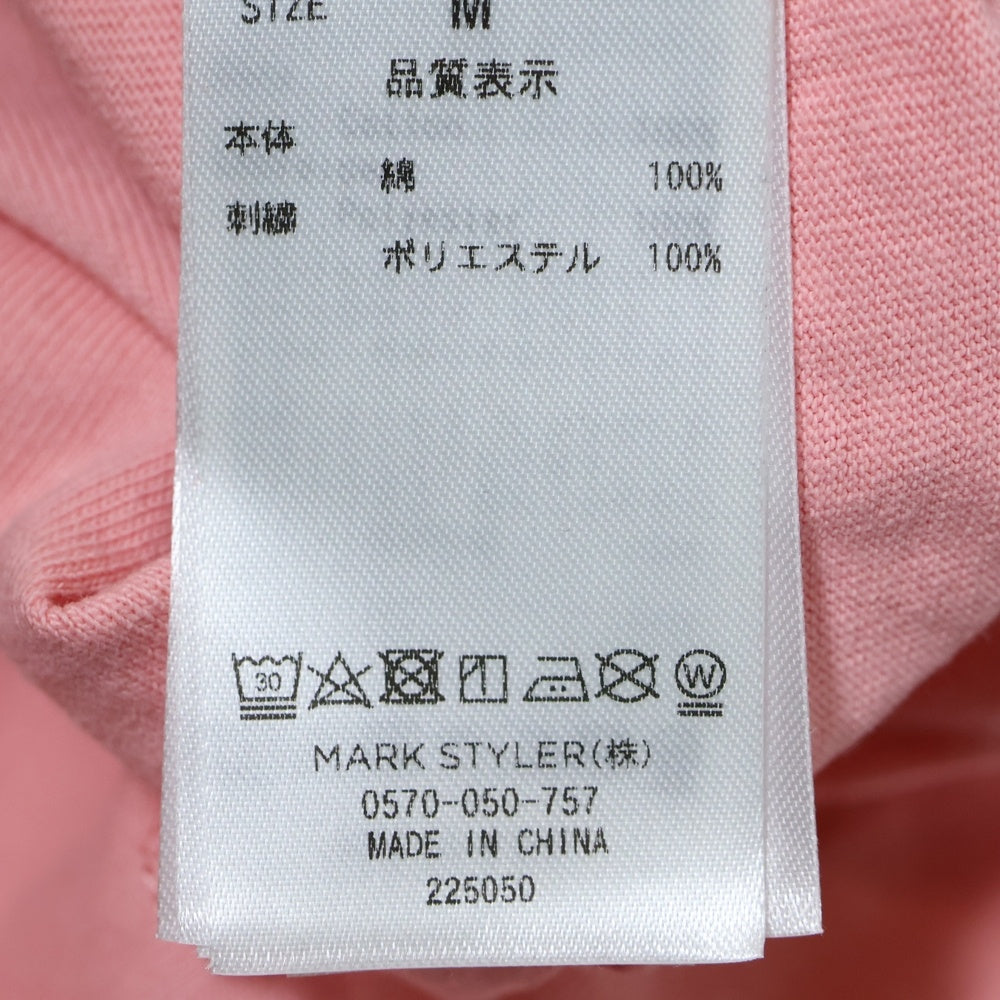 SIZE M
品質表示
本体
綿 100%
刺繍
ポリエステル 100%
30 W
MARK STYLER(株)
0570-050-757
MADE IN CHINA
225050